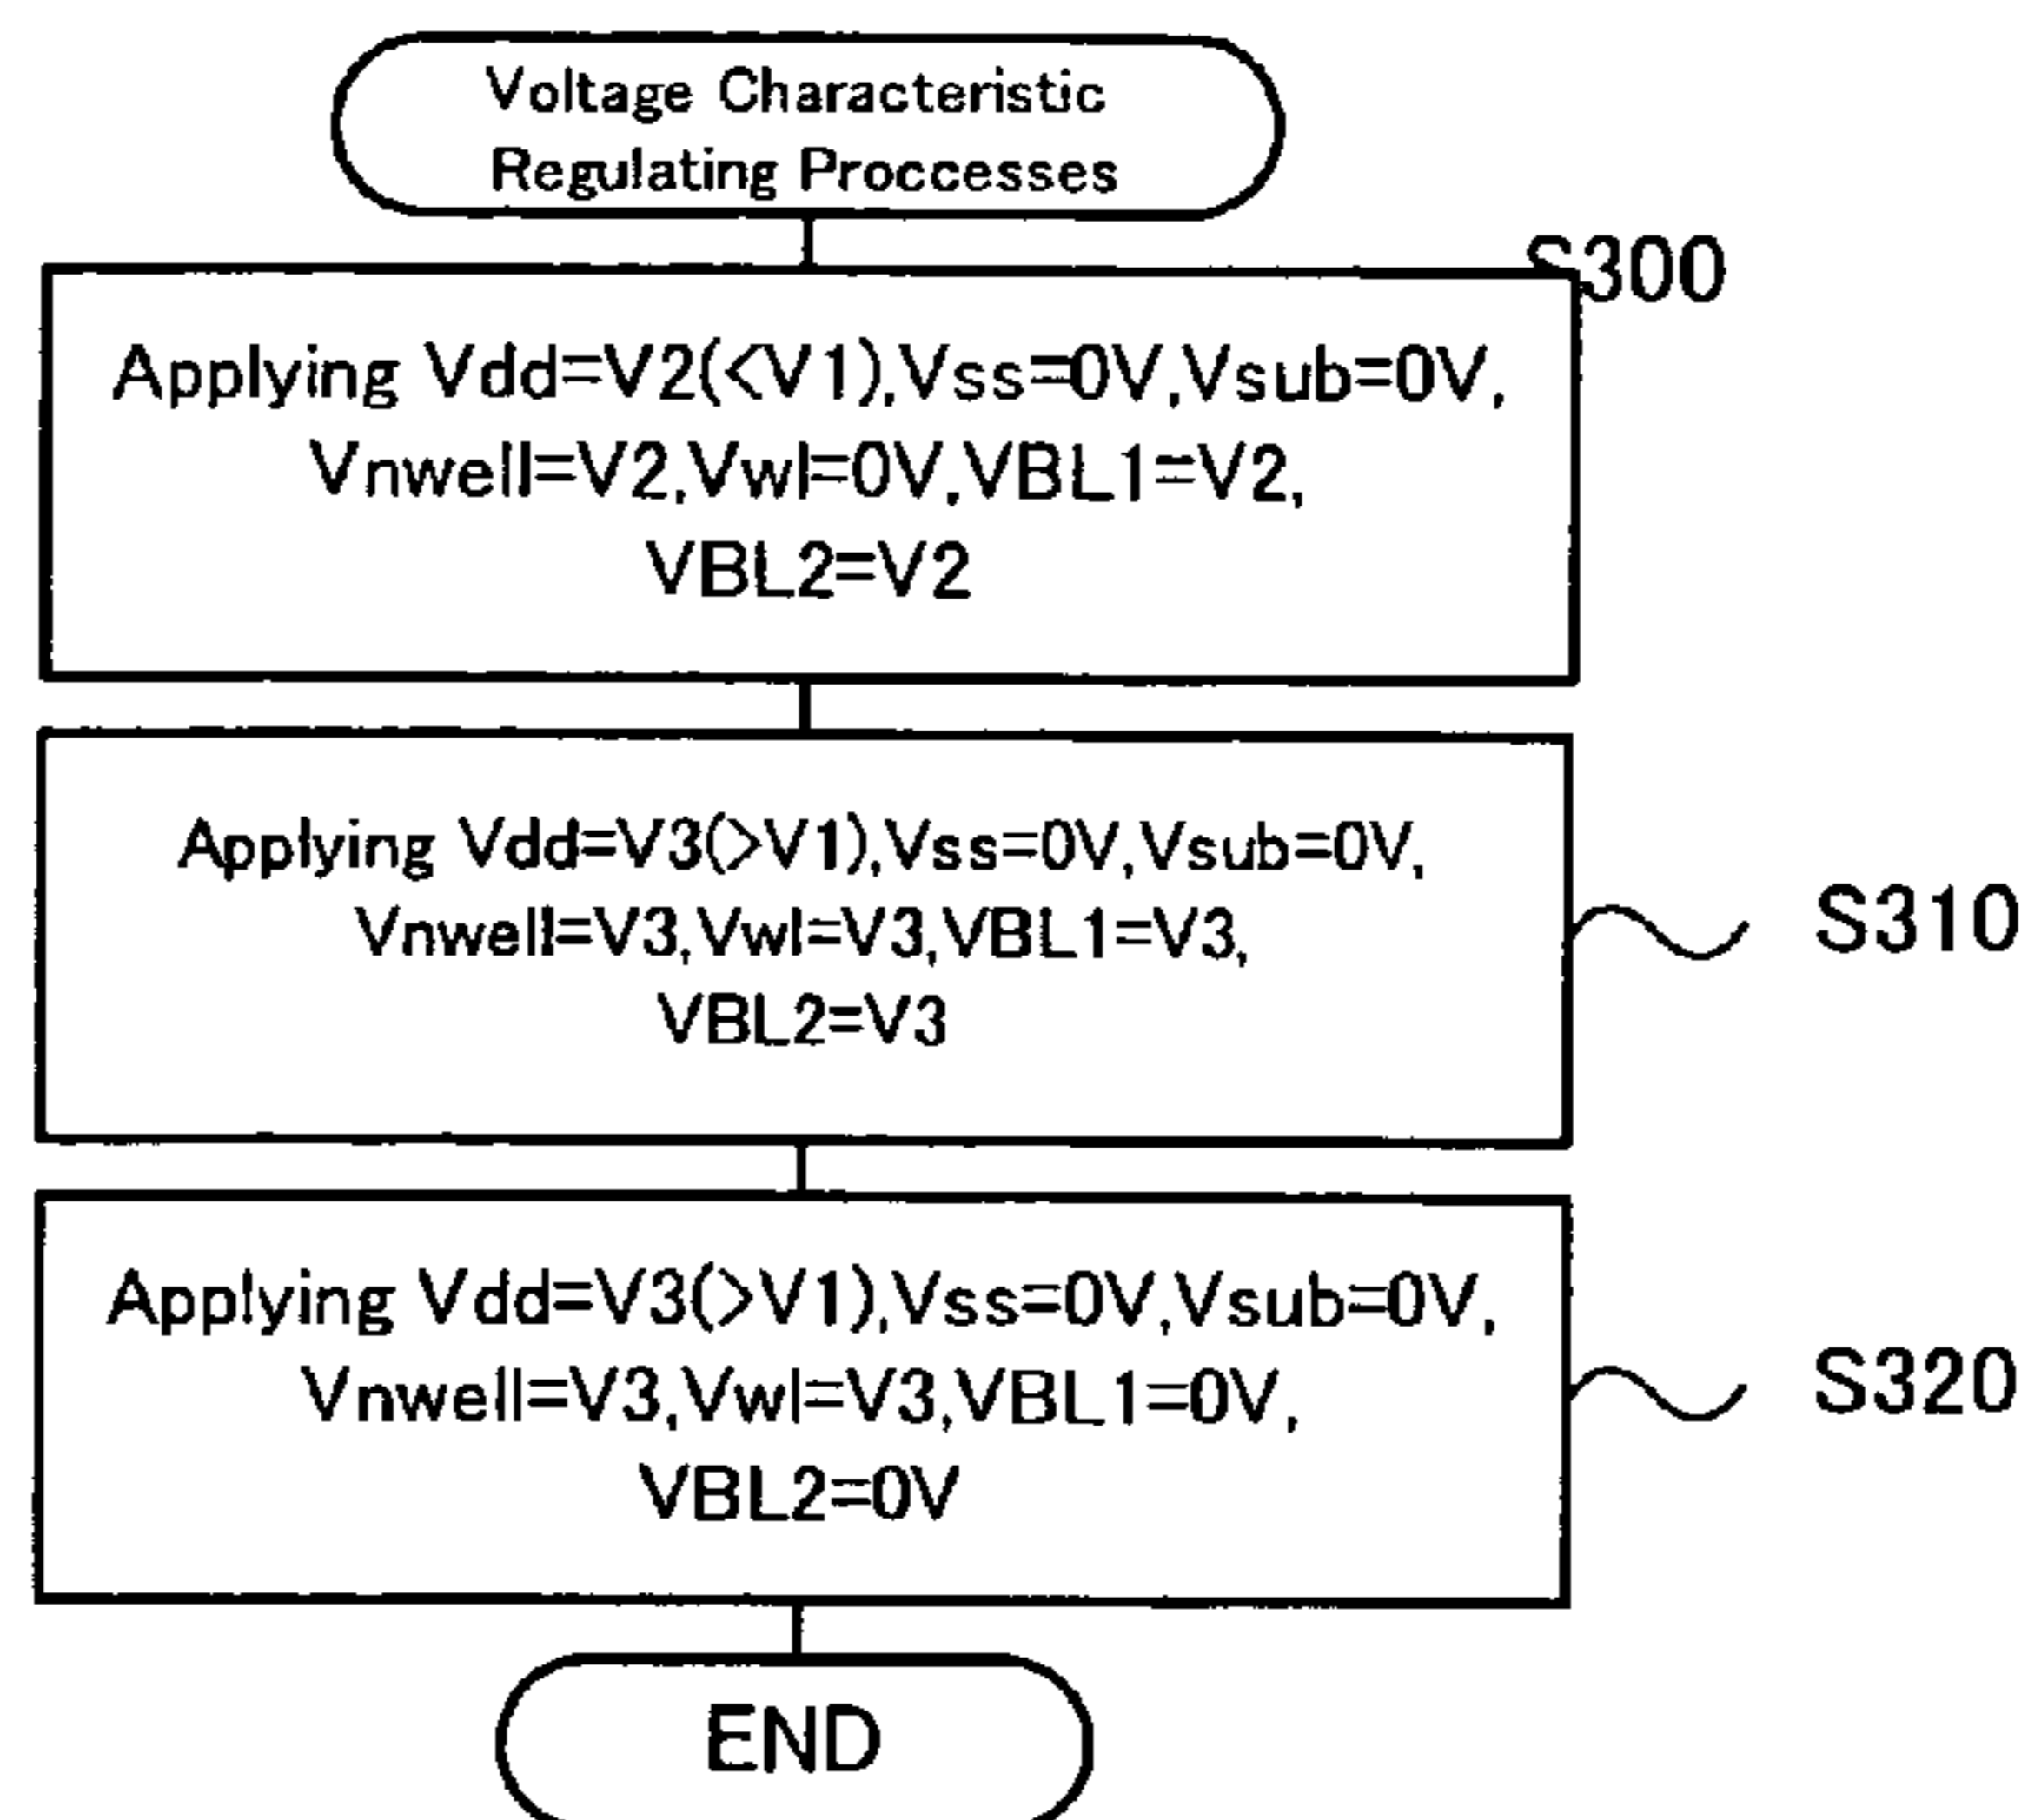 Voltage Characteristic
Regulating Proccesses
S300
Applying Vdd=V2(<V1),Vss=0V,Vsub=0V,
Vnwell=V2,Vwl=0V,VBL1=V2,
VBL2=V2
Applying Vdd=V3(>V1),Vss=0V,Vsub=0V,
Vnwell=V3,Vwl=V3,VBL1=V3,
VBL2=V3
S310
Applying Vdd=V3(>V1),Vss=0V,Vsub=0V,
Vnwell=V3,Vwl=V3,VBL1=0V,
VBL2=0V
S320
END